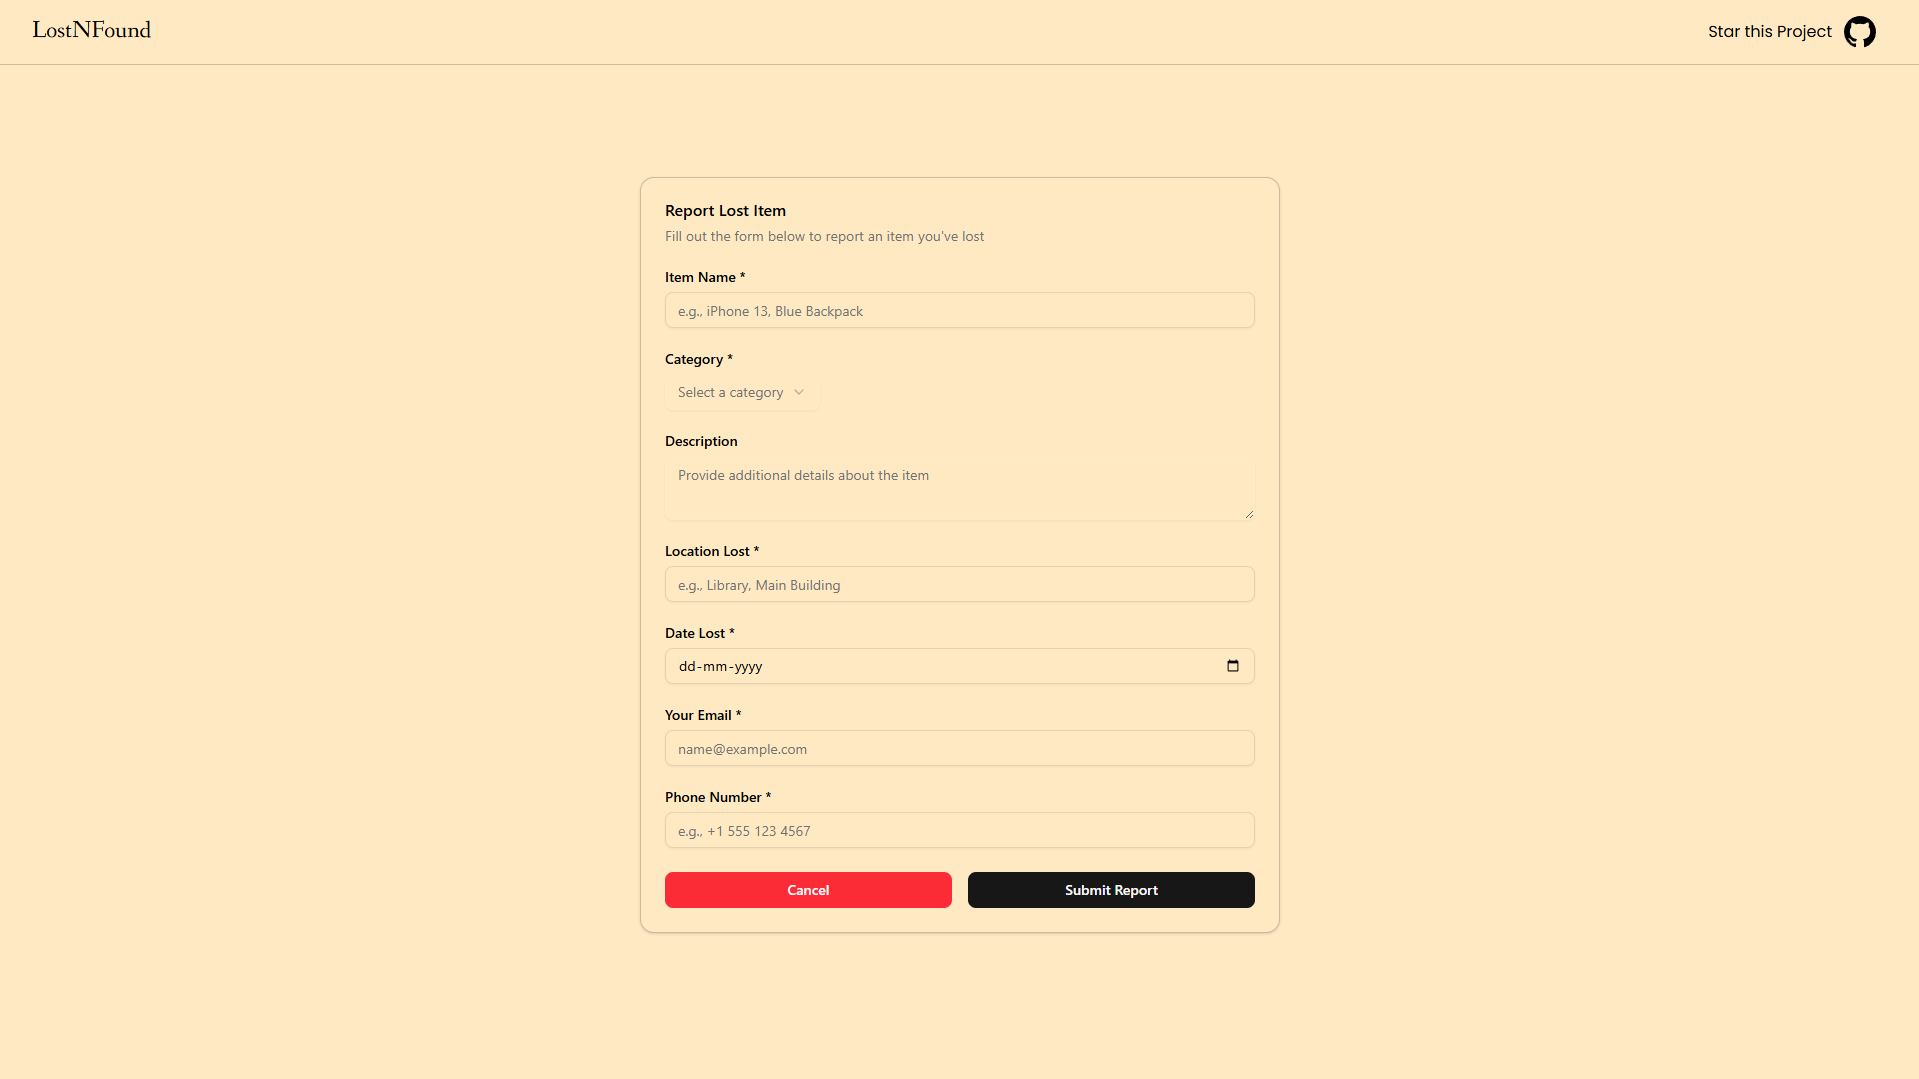 LostNFound
Star this Project
Report Lost Item
Fill out the form below to report an item you've lost
Item Name *
e.g., iPhone 13, Blue Backpack
Category *
Select a category
Description
Provide additional details about the item
Location Lost *
e.g., Library, Main Building
Date Lost *
dd-mm-yyyy
Your Email *
name@example.com
Phone Number *
e.g., +1 555 123 4567
Cancel
Submit Report